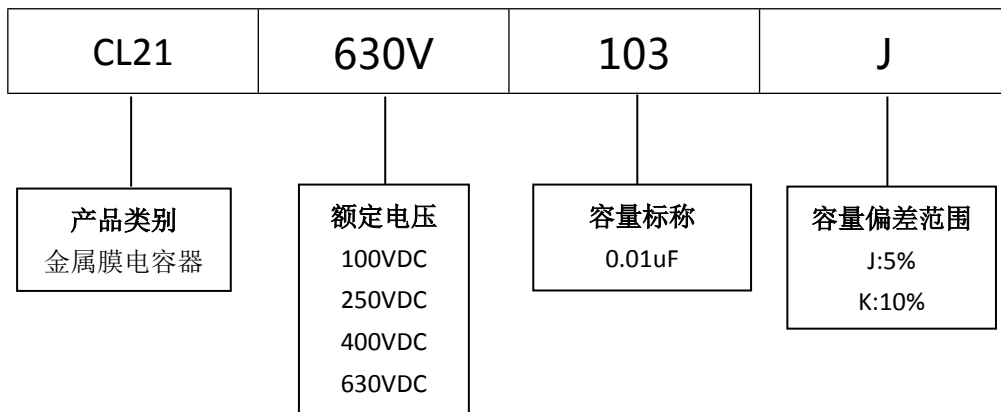 CL21 630V 103 J
产品类别
金属膜电容器
额定电压
100VDC
250VDC
400VDC
630VDC
容量标称
0.01uF
容量偏差范围
J:5%
K:10%